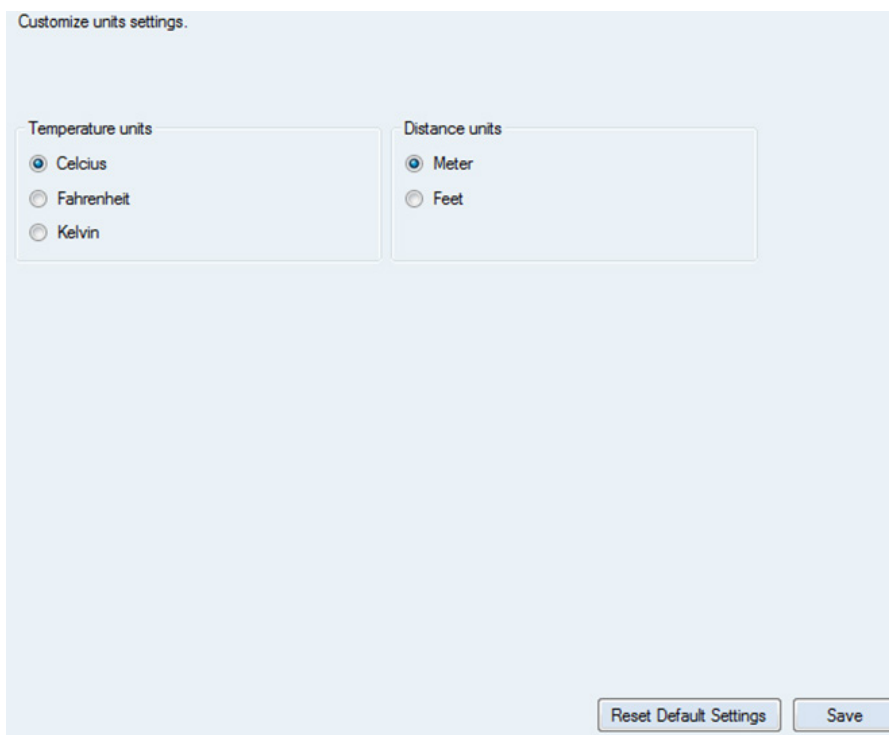 Customize units settings.
Temperature units
Celcius
Fahrenheit
Kelvin
Distance units
Meter
Feet
Reset Default Settings
Save